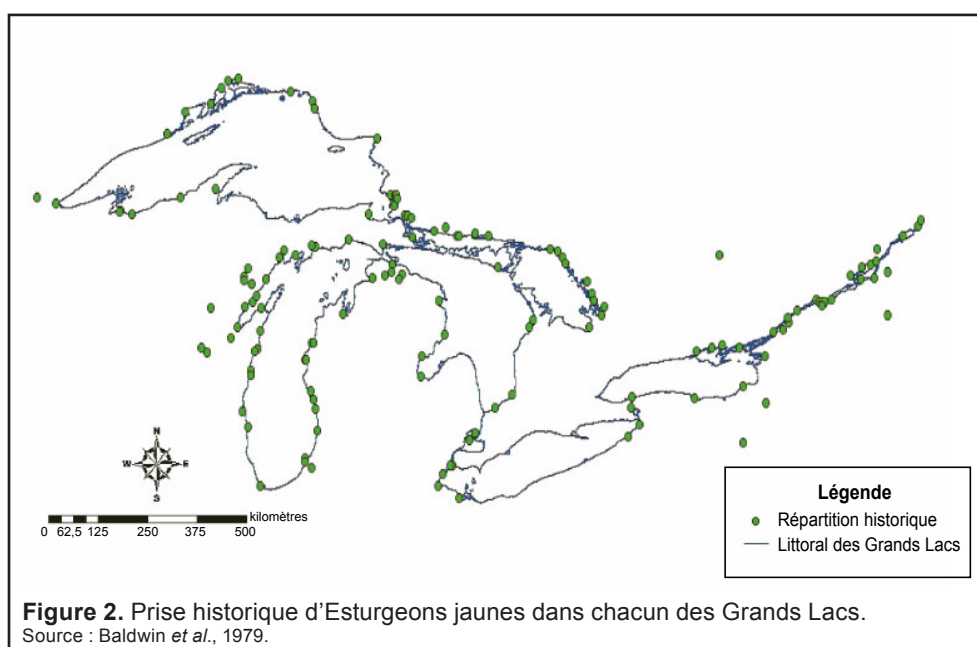 N
W E
S
kilomètres
0 62,5 125 250 375 500
Légende
Répartition historique
Littoral des Grands Lacs
Figure 2. Prise historique d’Esturgeons jaunes dans chacun des Grands Lacs.
Source : Baldwin et al., 1979.